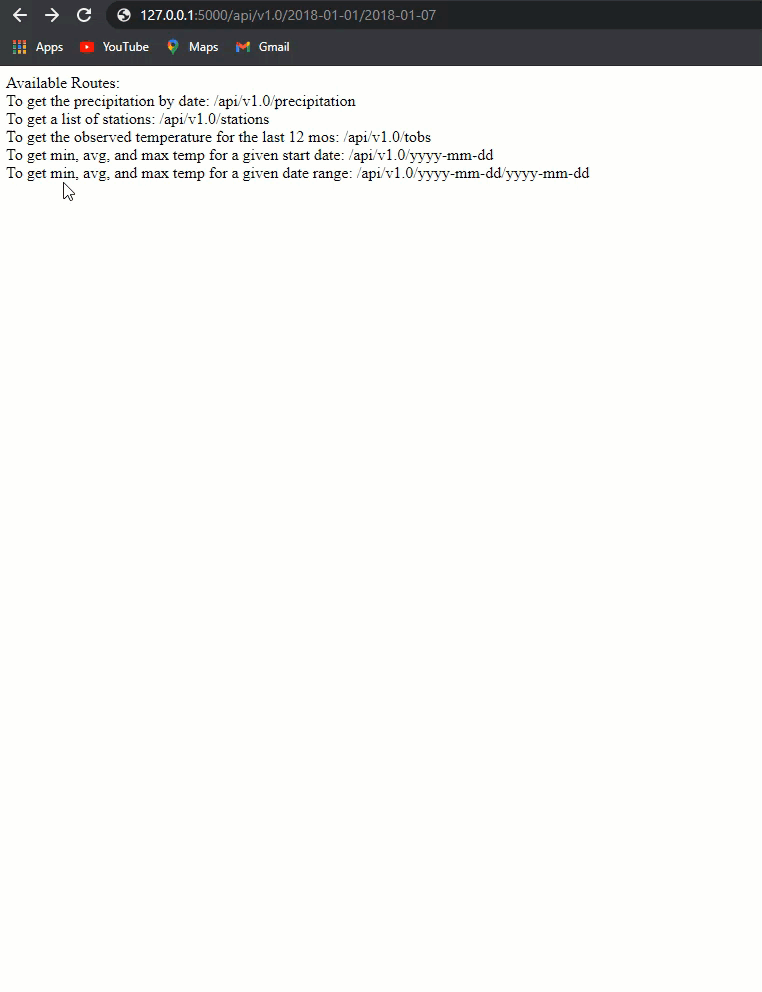 127.0.0.1:5000/api/v1.0/2018-01-01/2018-01-07
Apps YouTube Maps Gmail
Available Routes:
To get the precipitation by date: /api/v1.0/precipitation
To get a list of stations: /api/v1.0/stations
To get the observed temperature for the last 12 mos: /api/v1.0/tobs
To get min, avg, and max temp for a given start date: /api/v1.0/yyyy-mm-dd
To get min, avg, and max temp for a given date range: /api/v1.0/yyyy-mm-dd/yyyy-mm-dd